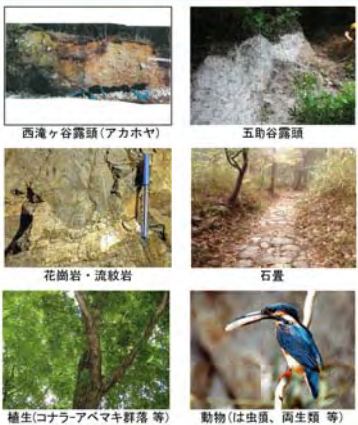 西滝ヶ谷露頭(アカホヤ)
五助谷露頭
花崗岩・流紋岩
石畳
植生(コナラーアベマキ群落 等)
動物(は虫類、両生類 等)